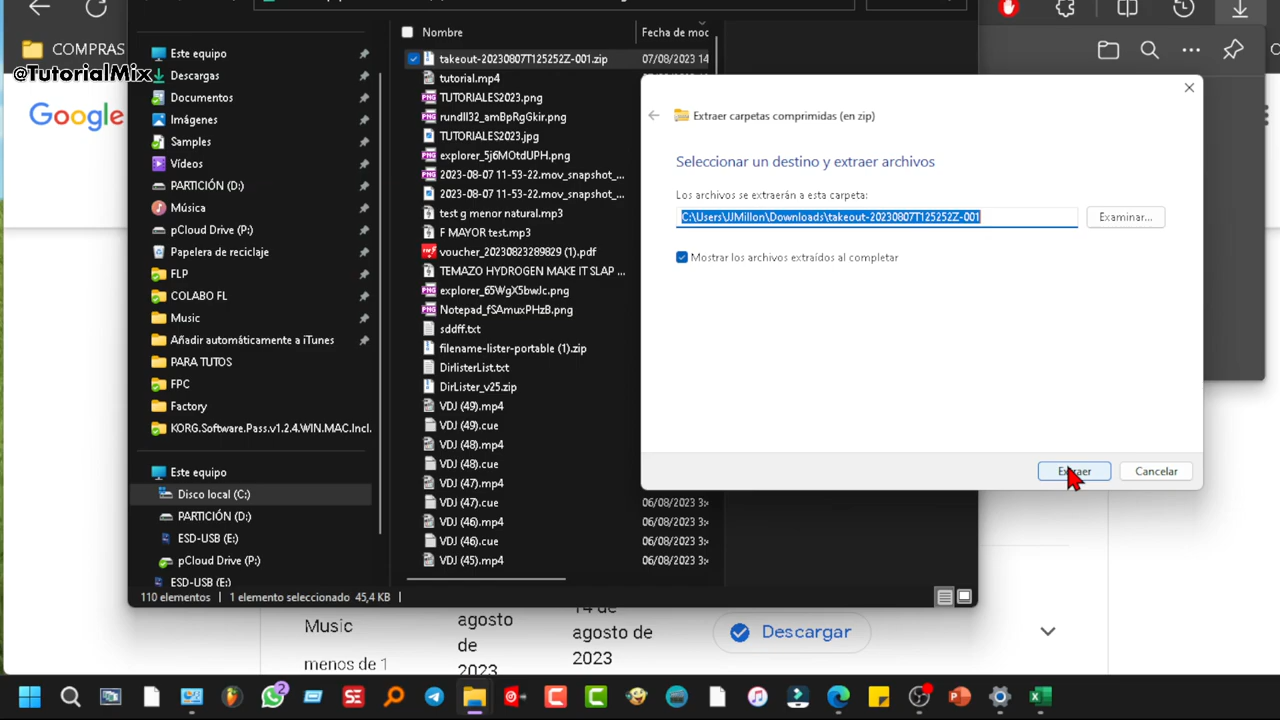 COMPRAS
@TutorialMix
Google
Este equipo
Descargas
Documentos
Imágenes
Samples
Vídeos
PARTICIÓN (D:)
Música
pCloud Drive (P:)
Papelera de reciclaje
FLP
COLABO FL
Music
Añadir automáticamente a iTunes
PARA TUTOS
FPC
Factory
KORG.Software.Pass.v1.2.4.WIN.MAC.Incl.
Este equipo
Disco local (C:)
PARTICIÓN (D:)
ESD-USB (E:)
pCloud Drive (P:)
ESD-USB (E:)
110 elementos
1 elemento seleccionado 45,4 KB
Nombre
Fecha de moc
takeout-20230807T125252Z-001.zip
07/08/2023 14
tutorial.mp4
TUTORIALES2023.png
rundll32_amBpRgGkir.png
TUTORIALES2023.jpg
explorer_5j6MOtdUPH.png
2023-08-07 11-53-22.mov_snapshot_...
2023-08-07 11-53-22.mov_snapshot_...
test g menor natural.mp3
F MAYOR test.mp3
voucher_20230823289829 (1).pdf
TEMAZO HYDROGEN MAKE IT SLAP ...
explorer_65WgX5bwJc.png
Notepad_fSAmuxPHzB.png
sddff.txt
filename-lister-portable (1).zip
DirlisterList.txt
DirLister_v25.zip
VDJ (49).mp4
VDJ (49).cue
VDJ (48).mp4
VDJ (48).cue
VDJ (47).mp4
VDJ (47).cue
06/08/2023 3:4
VDJ (46).mp4
06/08/2023 3:4
VDJ (46).cue
06/08/2023 3:4
VDJ (45).mp4
06/08/2023 3:4
Extraer carpetas comprimidas (en zip)
Seleccionar un destino y extraer archivos
Los archivos se extraerán a esta carpeta:
C:\Users\JJMillon\Downloads\takeout-20230807T125252Z-001
Examinar...
Mostrar los archivos extraídos al completar
Extraer
Cancelar
Music
menos de 1
agosto
de
2023
14 de
agosto de
2023
Descargar
2